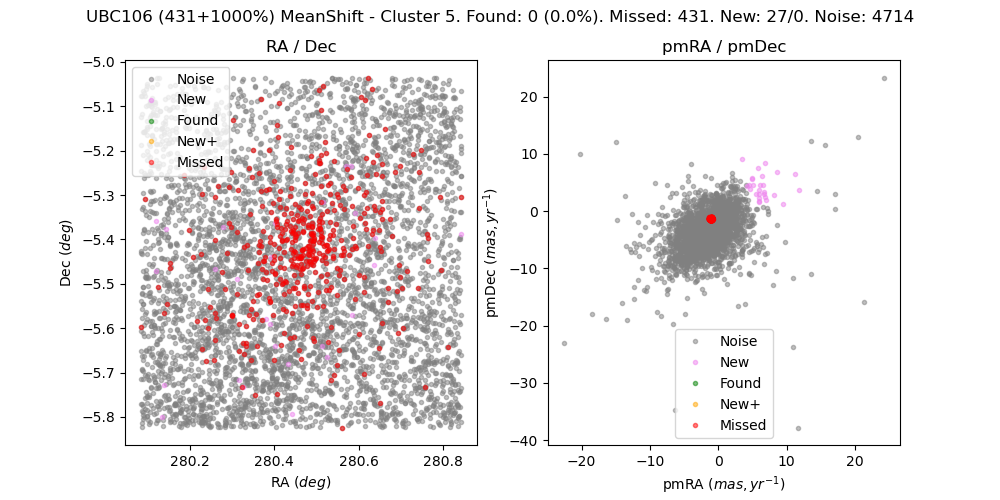 UBC106 (431+1000%) MeanShift - Cluster 5. Found: 0 (0.0%). Missed: 431. New: 27/0. Noise: 4714
RA / Dec
Dec (deg)
−5.0
−5.1
−5.2
−5.3
−5.4
−5.5
−5.6
−5.7
−5.8
Noise
New
Found
New+
Missed
280.2 280.4 280.6 280.8
RA (deg)
pmRA / pmDec
pmDec (mas, yr⁻¹)
20
10
0
−10
−20
−30
−40
Noise
New
Found
New+
Missed
−20 −10 0 10 20
pmRA (mas, yr⁻¹)